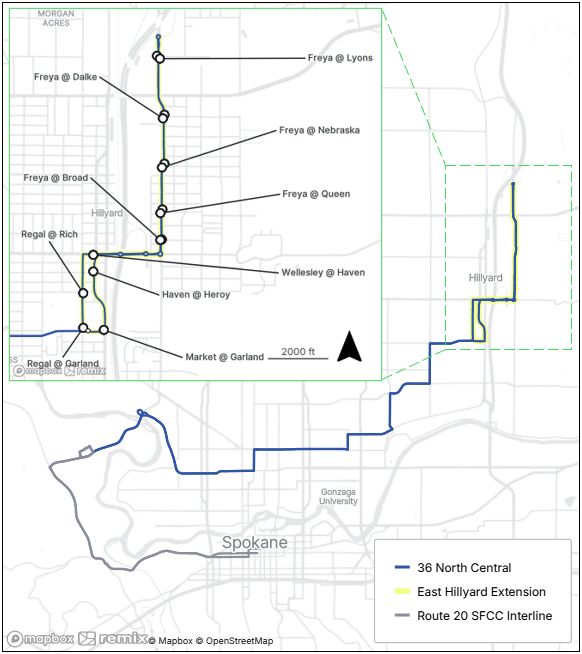 MORGAN
ACRES
Freya @ Lyons
Freya @ Dalke
Freya @ Nebraska
Freya @ Broad
Freya @ Queen
Hillyard
Regal @ Rich
Wellesley @ Haven
Haven @ Heroy
2000 ft
Market @ Garland
SS
Regal @ Garland
mapbox remix
Hillyard
Gonzaga
University
Spokane
36 North Central
East Hillyard Extension
Route 20 SFCC Interline
mapbox remix © Mapbox © OpenStreetMap